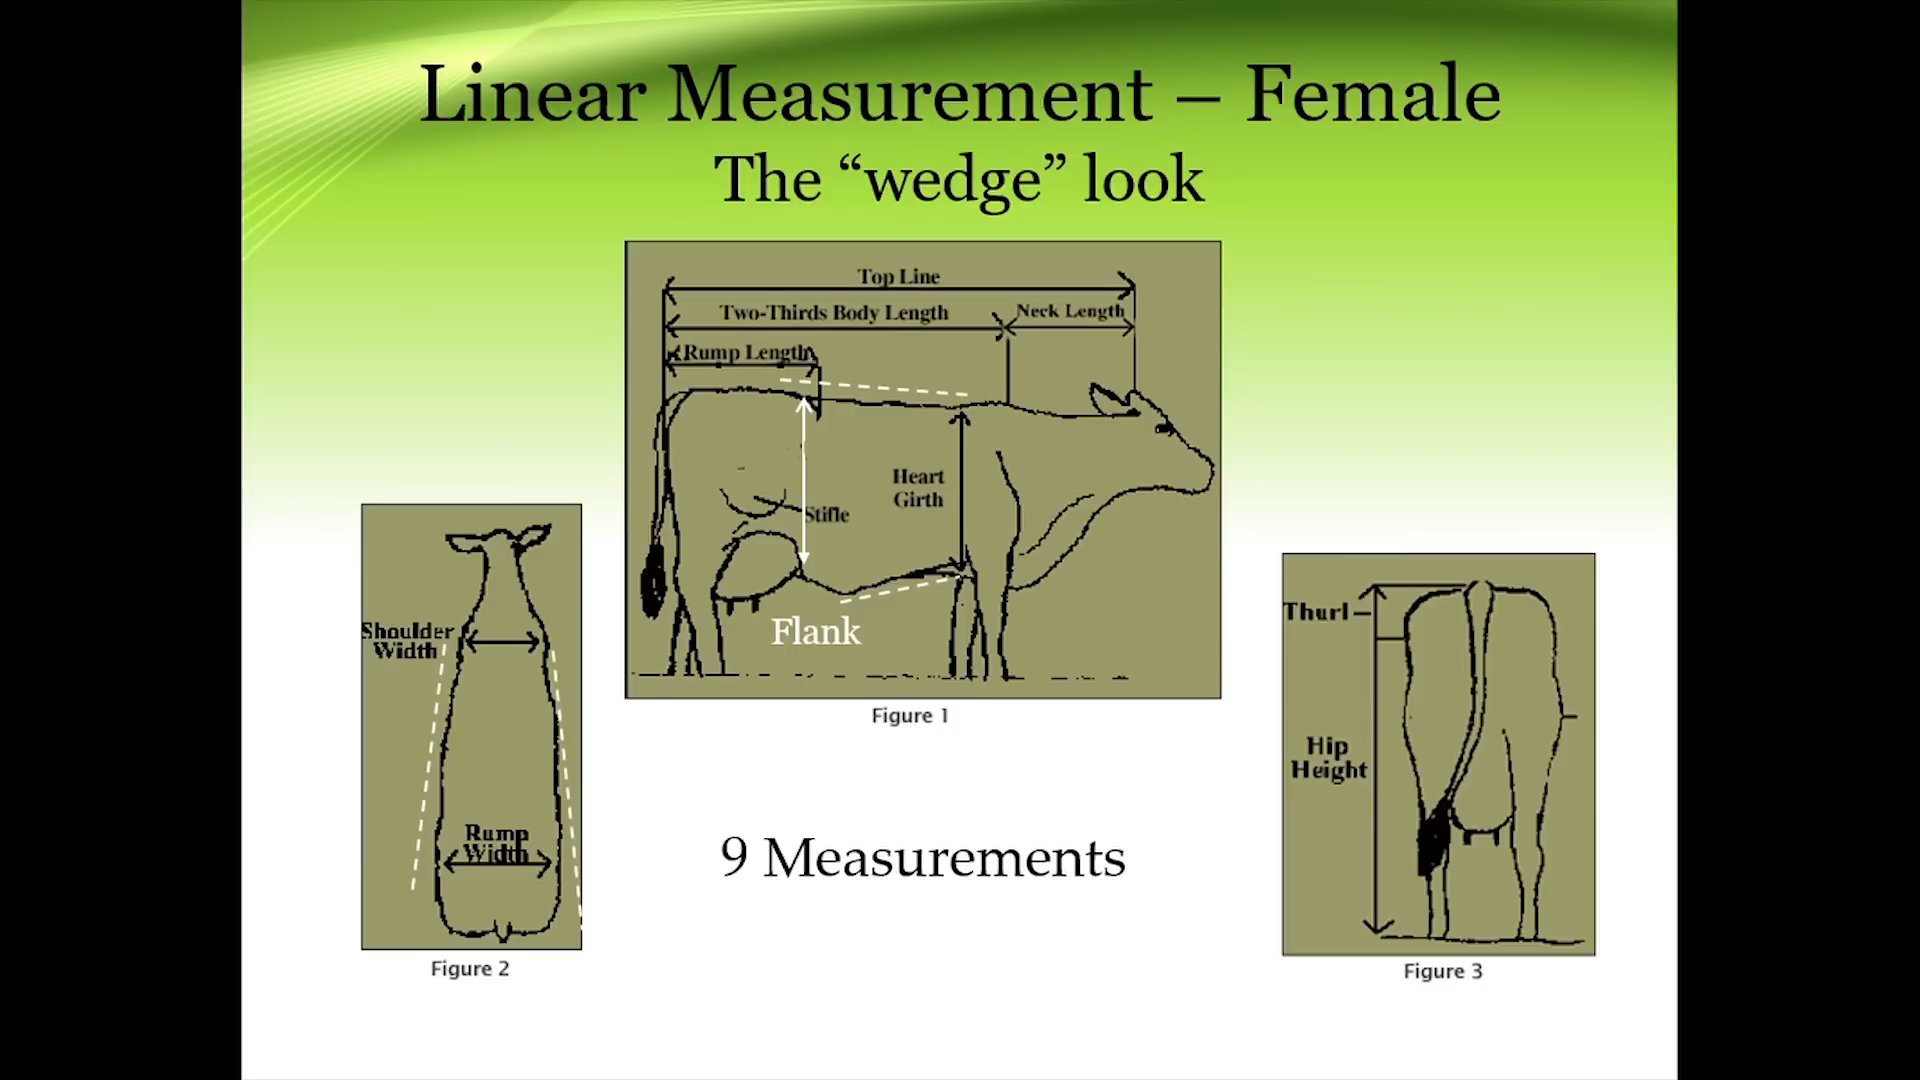 Linear Measurement – Female
The “wedge” look
Top Line
Two-Thirds Body Length
Neck Length
Rump Length
Heart
Girth
Stifle
Flank
Figure 1
Shoulder
Width
Rump
Width
Figure 2
9 Measurements
Thurl
Hip
Height
Figure 3